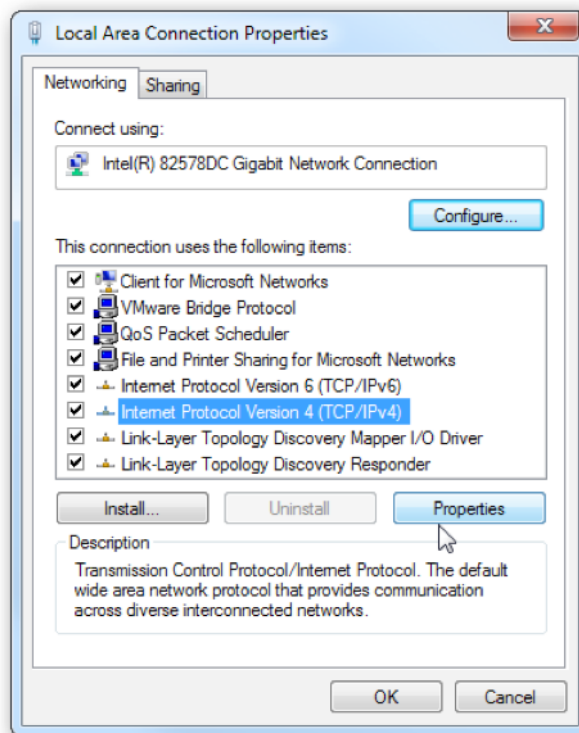 Local Area Connection Properties
Networking
Sharing
Connect using:
Intel(R) 82578DC Gigabit Network Connection
Configure...
This connection uses the following items:
Client for Microsoft Networks
VMware Bridge Protocol
QoS Packet Scheduler
File and Printer Sharing for Microsoft Networks
Internet Protocol Version 6 (TCP/IPv6)
Internet Protocol Version 4 (TCP/IPv4)
Link-Layer Topology Discovery Mapper I/O Driver
Link-Layer Topology Discovery Responder
Install...
Uninstall
Properties
Description
Transmission Control Protocol/Internet Protocol. The default
wide area network protocol that provides communication
across diverse interconnected networks.
OK
Cancel